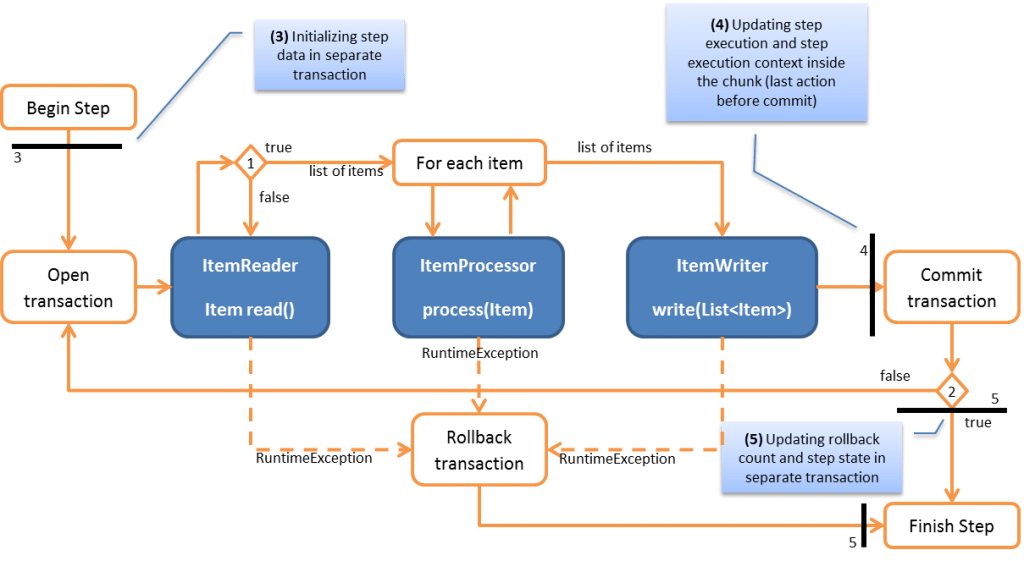 (3) Initializing step
data in separate
transaction
(4) Updating step
execution and step
execution context inside
the chunk (last action
before commit)
Begin Step
3
1
true
list of items
false
For each item
list of items
Open
transaction
ItemReader
Item read()
ItemProcessor
process(Item)
ItemWriter
write(List<Item>)
4
Commit
transaction
RuntimeException
false
2
5
true
Rollback
transaction
RuntimeException
RuntimeException
(5) Updating rollback
count and step state in
separate transaction
5
Finish Step